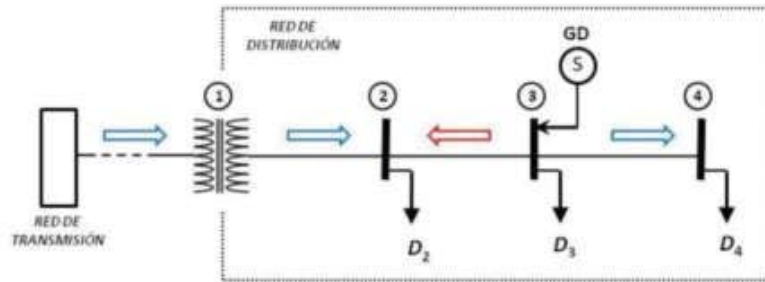 RED DE
DISTRIBUCIÓN
GD
S
1
2
3
4
RED DE
TRANSMISIÓN
D2
D3
D4